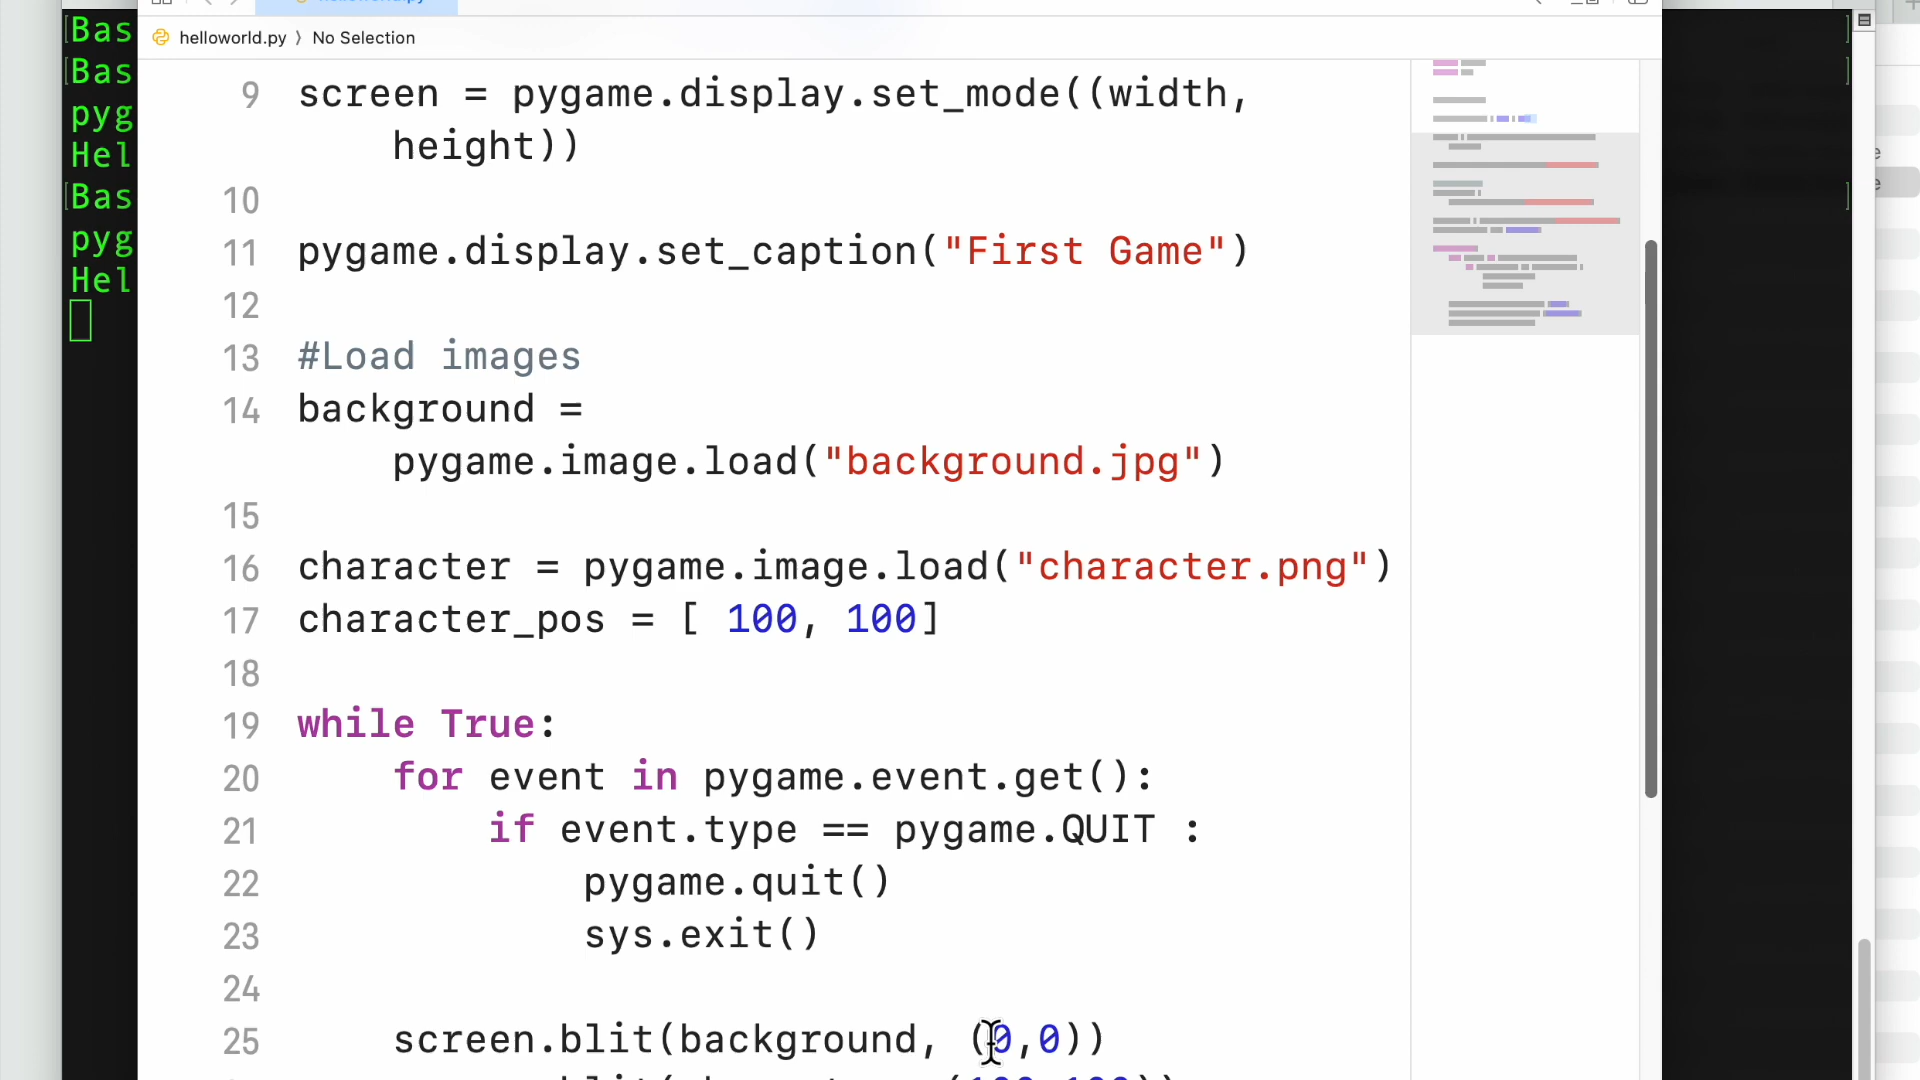 helloworld.py
helloworld.py 〉 No Selection
Bas
Bas
pyg
Hel
Bas
pyg
Hel
9 screen = pygame.display.set_mode((width,
height))
10
11 pygame.display.set_caption("First Game")
12
13 #Load images
14 background =
pygame.image.load("background.jpg")
15
16 character = pygame.image.load("character.png")
17 character_pos = [ 100, 100]
18
19 while True:
20 for event in pygame.event.get():
21 if event.type == pygame.QUIT :
22 pygame.quit()
23 sys.exit()
24
25 screen.blit(background, (0,0))